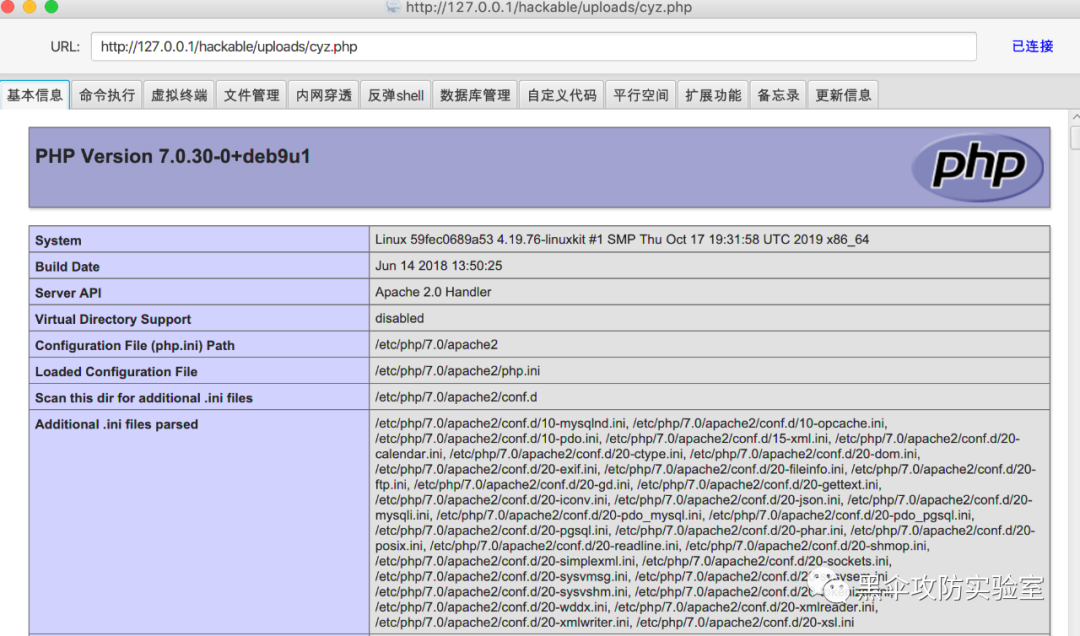 http://127.0.0.1/hackable/uploads/cyz.php
URL: http://127.0.0.1/hackable/uploads/cyz.php 已连接
基本信息 命令执行 虚拟终端 文件管理 内网穿透 反弹shell 数据库管理 自定义代码 平行空间 扩展功能 备忘录 更新信息
PHP Version 7.0.30-0+deb9u1
php
System Linux 59fec0689a53 4.19.76-linuxkit #1 SMP Thu Oct 17 19:31:58 UTC 2019 x86_64
Build Date Jun 14 2018 13:50:25
Server API Apache 2.0 Handler
Virtual Directory Support disabled
Configuration File (php.ini) Path /etc/php/7.0/apache2
Loaded Configuration File /etc/php/7.0/apache2/php.ini
Scan this dir for additional .ini files /etc/php/7.0/apache2/conf.d
Additional .ini files parsed /etc/php/7.0/apache2/conf.d/10-mysqlnd.ini, /etc/php/7.0/apache2/conf.d/10-opcache.ini,
/etc/php/7.0/apache2/conf.d/10-pdo.ini, /etc/php/7.0/apache2/conf.d/15-xml.ini, /etc/php/7.0/apache2/conf.d/20-
calendar.ini, /etc/php/7.0/apache2/conf.d/20-ctype.ini, /etc/php/7.0/apache2/conf.d/20-dom.ini,
/etc/php/7.0/apache2/conf.d/20-exif.ini, /etc/php/7.0/apache2/conf.d/20-fileinfo.ini, /etc/php/7.0/apache2/conf.d/20-
ftp.ini, /etc/php/7.0/apache2/conf.d/20-gd.ini, /etc/php/7.0/apache2/conf.d/20-gettext.ini,
/etc/php/7.0/apache2/conf.d/20-iconv.ini, /etc/php/7.0/apache2/conf.d/20-json.ini, /etc/php/7.0/apache2/conf.d/20-
mysqli.ini, /etc/php/7.0/apache2/conf.d/20-pdo_mysql.ini, /etc/php/7.0/apache2/conf.d/20-pdo_pgsql.ini,
/etc/php/7.0/apache2/conf.d/20-pgsql.ini, /etc/php/7.0/apache2/conf.d/20-phar.ini, /etc/php/7.0/apache2/conf.d/20-
posix.ini, /etc/php/7.0/apache2/conf.d/20-readline.ini, /etc/php/7.0/apache2/conf.d/20-shmop.ini,
/etc/php/7.0/apache2/conf.d/20-simplexml.ini, /etc/php/7.0/apache2/conf.d/20-sockets.ini,
/etc/php/7.0/apache2/conf.d/20-sysvmsg.ini,
/etc/php/7.0/apache2/conf.d/20-sysvshm.ini,
/etc/php/7.0/apache2/conf.d/20-wddx.ini, /etc/php/7.0/apache2/conf.d/20-xmlreader.ini,
/etc/php/7.0/apache2/conf.d/20-xmlwriter.ini, /etc/php/7.0/apache2/conf.d/20-xsl.ini
黑伞攻防实验室